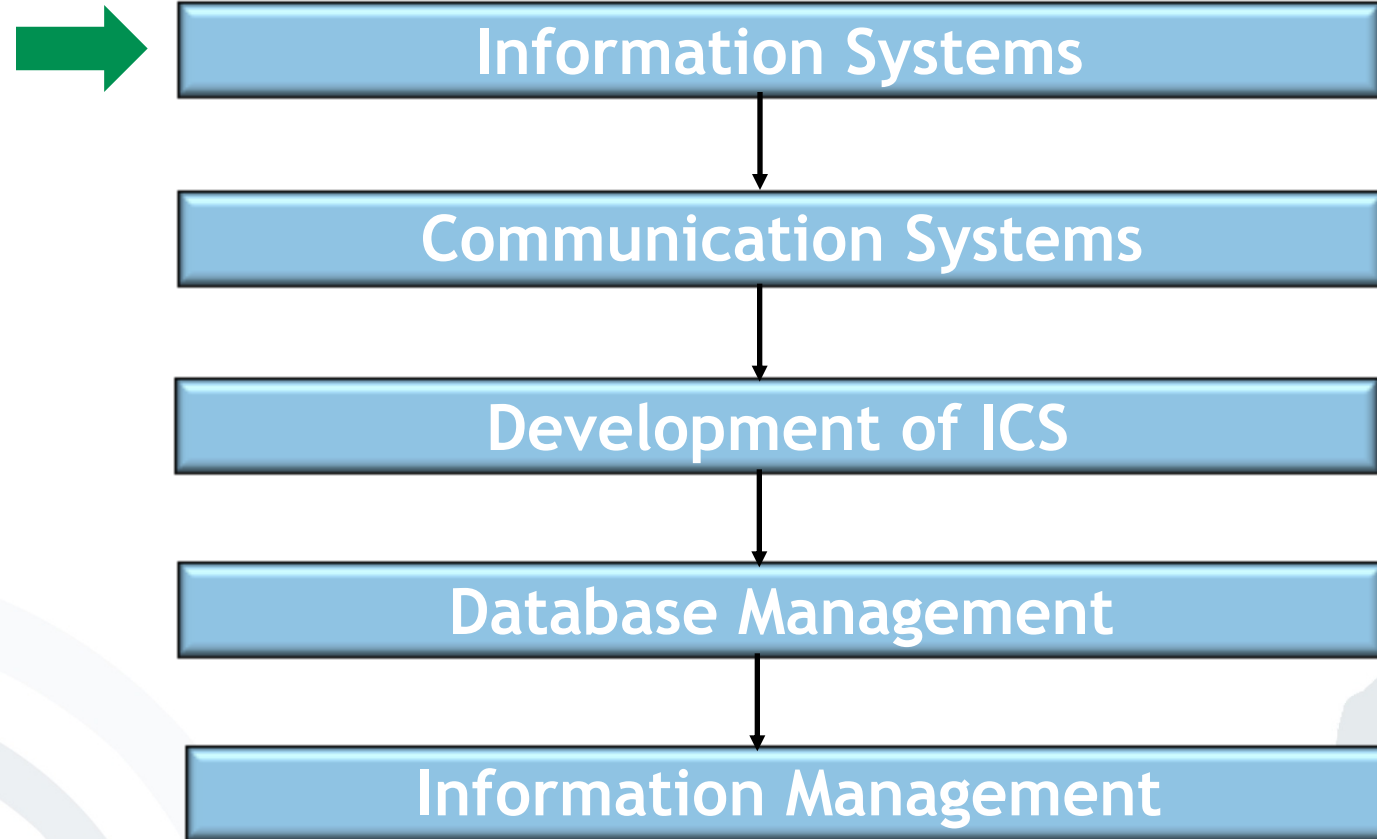 Information Systems
Communication Systems
Development of ICS
Database Management
Information Management